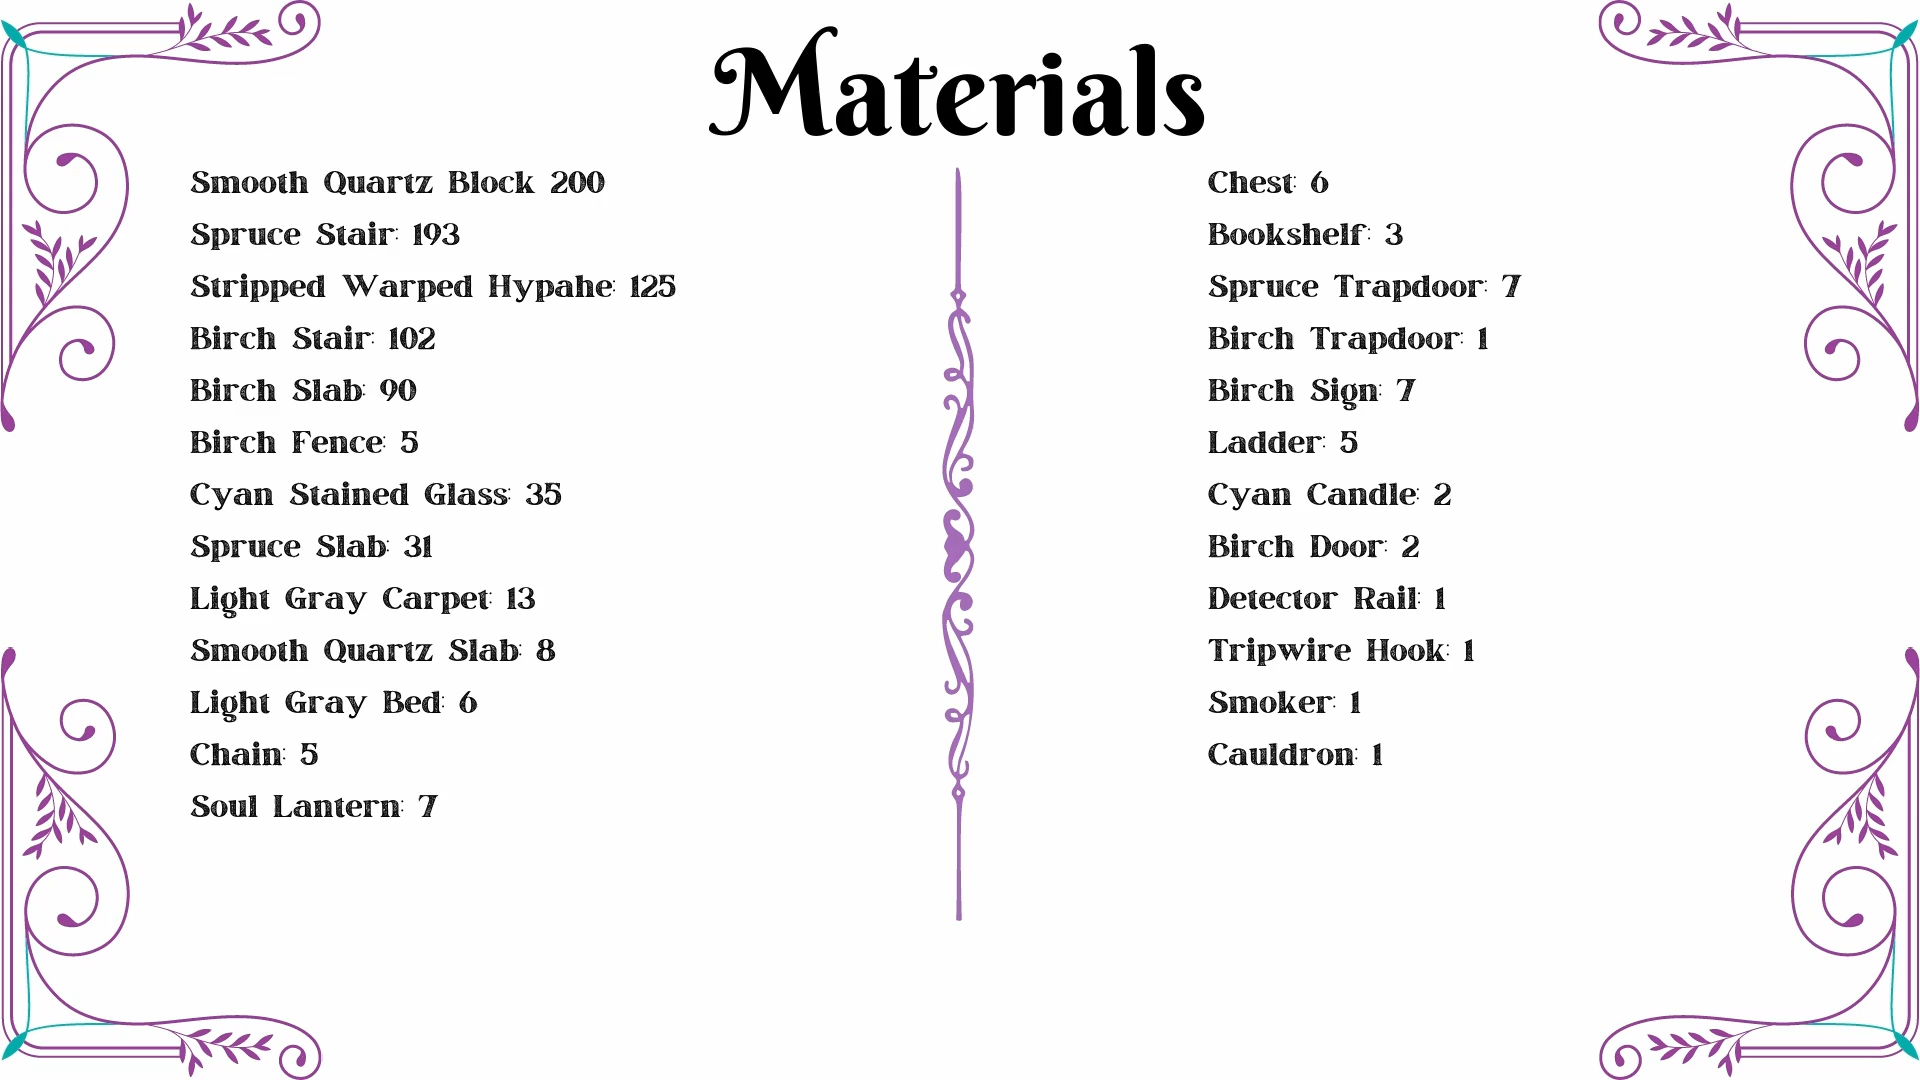 Materials
Smooth Quartz Block 200
Spruce Stair: 193
Stripped Warped Hypahe: 125
Birch Stair: 102
Birch Slab: 90
Birch Fence: 5
Cyan Stained Glass: 35
Spruce Slab: 31
Light Gray Carpet: 13
Smooth Quartz Slab: 8
Light Gray Bed: 6
Chain: 5
Soul Lantern: 7
Chest: 6
Bookshelf: 3
Spruce Trapdoor: 7
Birch Trapdoor: 1
Birch Sign: 7
Ladder: 5
Cyan Candle: 2
Birch Door: 2
Detector Rail: 1
Tripwire Hook: 1
Smoker: 1
Cauldron: 1